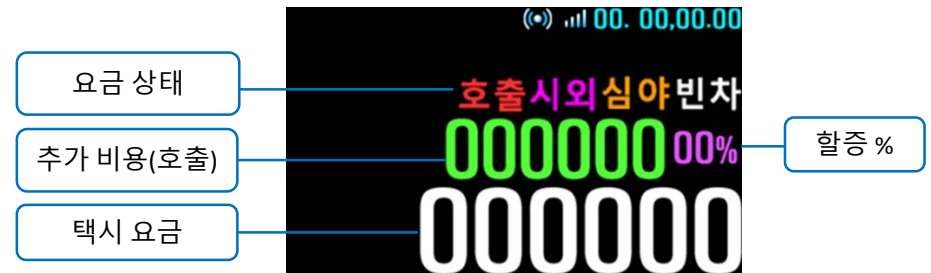 00. 00,00.00
요금 상태
호출시외심야빈차
추가 비용(호출)
000000 00%
할증 %
택시 요금
000000